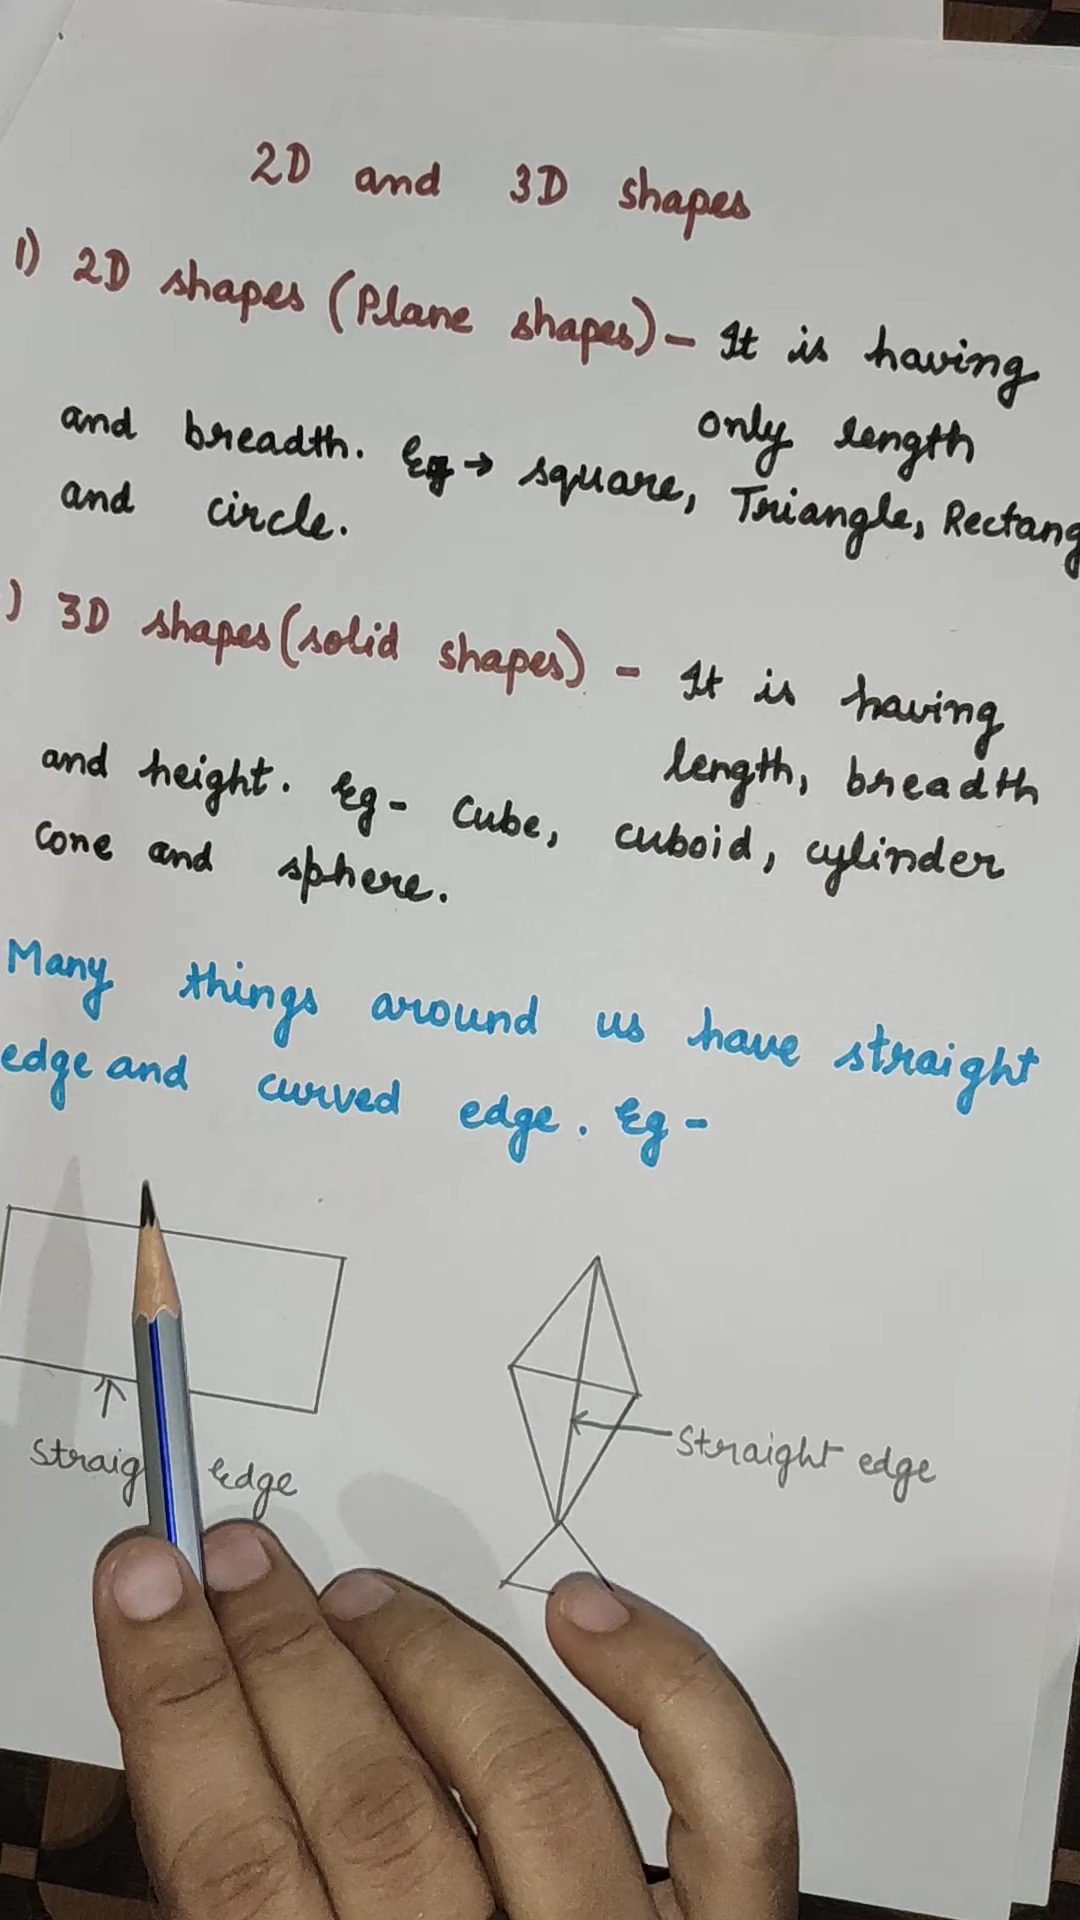 2D and 3D shapes
1) 2D shapes (Plane shapes) - It is having
only length
and breadth. Eg → square, Triangle, Rectang
and circle.
) 3D shapes (solid shapes) - It is having
length, breadth
and height. Eg - Cube, cuboid, cylinder
cone and sphere.
Many things around us have straight
edge and curved edge. Eg -
Straig Edge
Straight edge